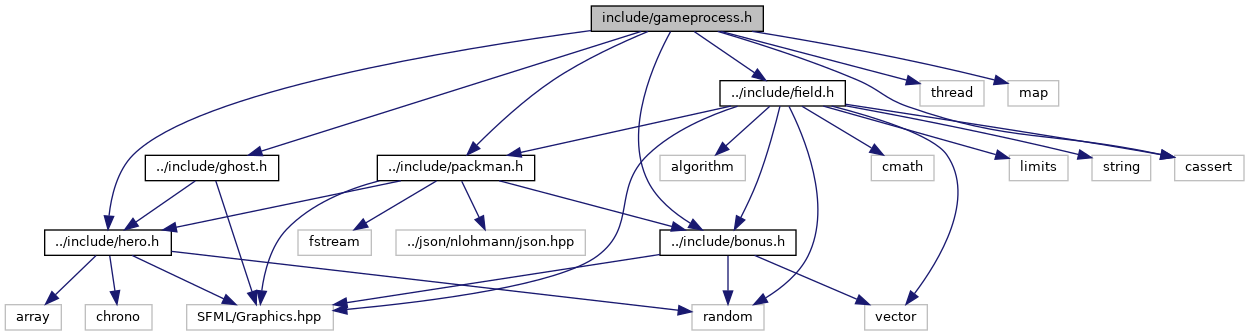 include/gameprocess.h
../include/field.h
thread
map
../include/ghost.h
../include/packman.h
algorithm
cmath
limits
string
cassert
../include/hero.h
fstream
../json/nlohmann/json.hpp
../include/bonus.h
array
chrono
SFML/Graphics.hpp
random
vector